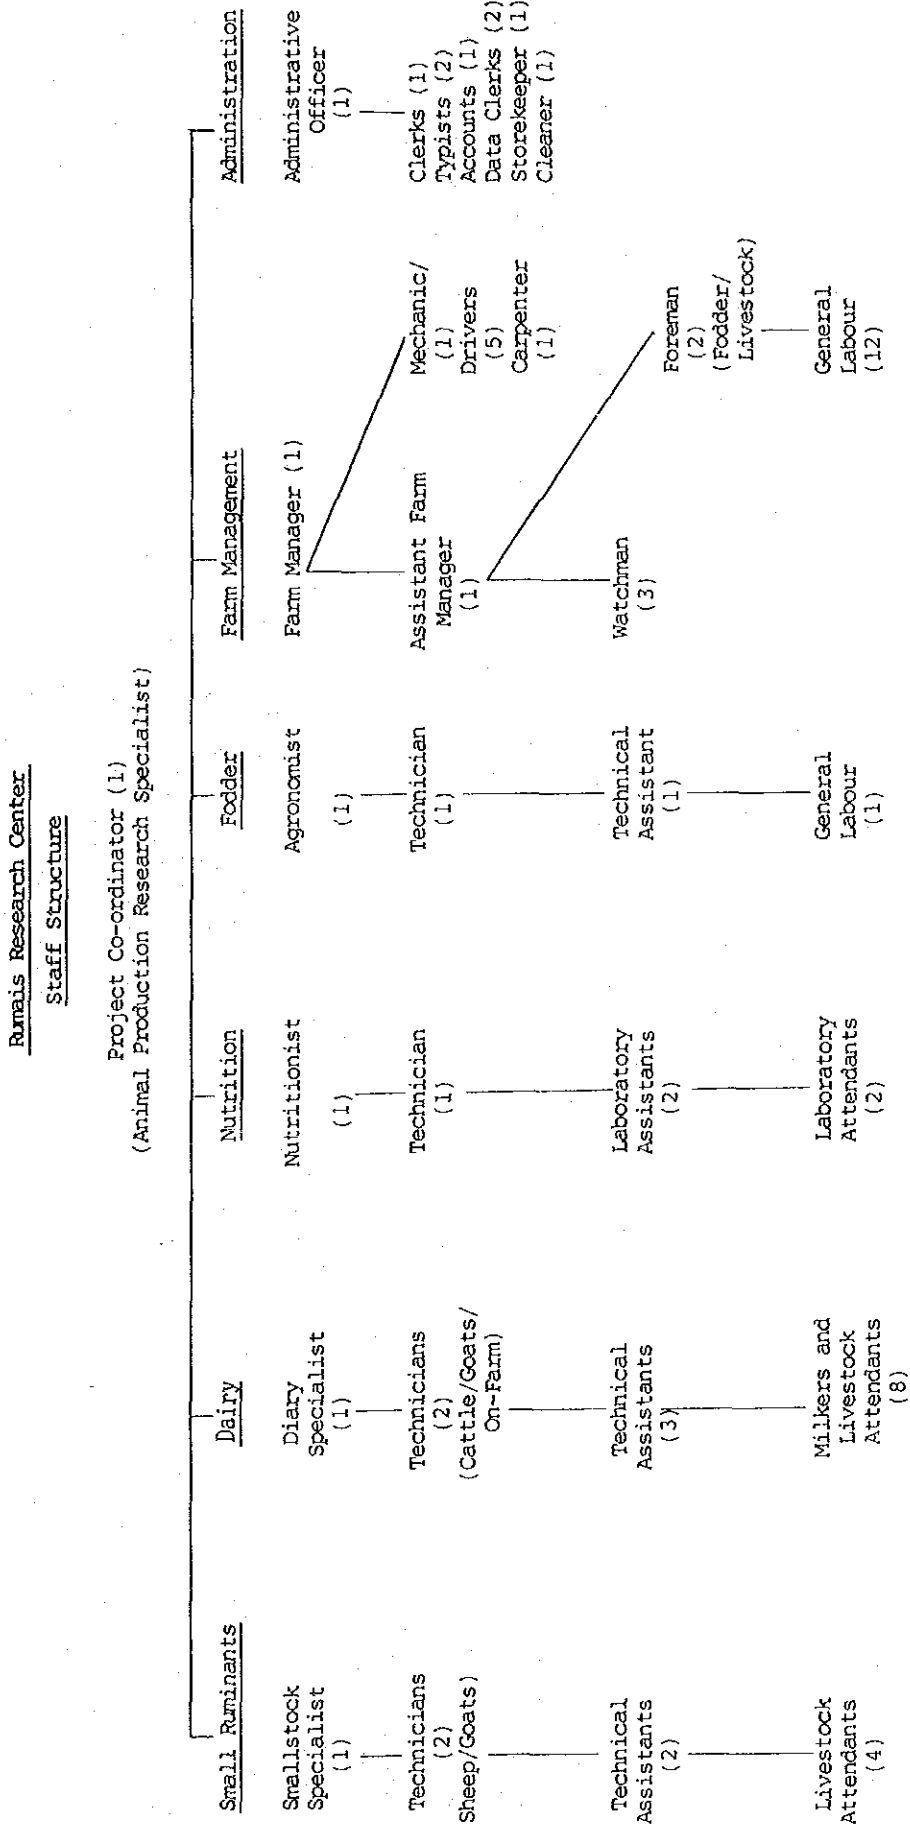 Rumais Research Center
Staff Structure
Project Co-ordinator (1)
(Animal Production Research Specialist)
Small Ruminants
Smallstock
Specialist
(1)
Technicians
(2)
Sheep/Goats)
Technical
Assistants
(2)
Livestock
Attendants
(4)
Dairy
Diary
Specialist
(1)
Technicians
(2)
(Cattle/Goats/
On-Farm)
Technical
Assistants
(3)
Milkers and
Livestock
Attendants
(8)
Nutrition
Nutritionist
(1)
Technician
(1)
Laboratory
Assistants
(2)
Laboratory
Attendants
(2)
Fodder
Agronomist
(1)
Technician
(1)
Technical
Assistant
(1)
General
Labour
(1)
Farm Management
Farm Manager (1)
Assistant Farm
Manager
(1)
Watchman
(3)
Mechanic/
(1)
Drivers
(5)
Carpenter
(1)
Foreman
(2)
(Fodder/
Livestock)
General
Labour
(12)
Administration
Administrative
Officer
(1)
Clerks (1)
Typists (2)
Accounts (1)
Data Clerks (2)
Storekeeper (1)
Cleaner (1)